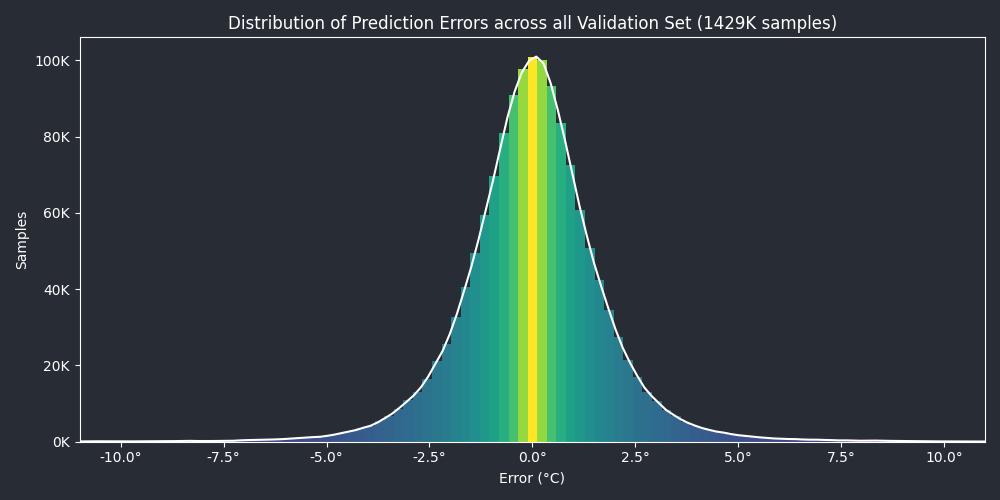 Distribution of Prediction Errors across all Validation Set (1429K samples)
100K
80K
60K
40K
20K
0K
Samples
-10.0° -7.5° -5.0° -2.5° 0.0° 2.5° 5.0° 7.5° 10.0°
Error (°C)